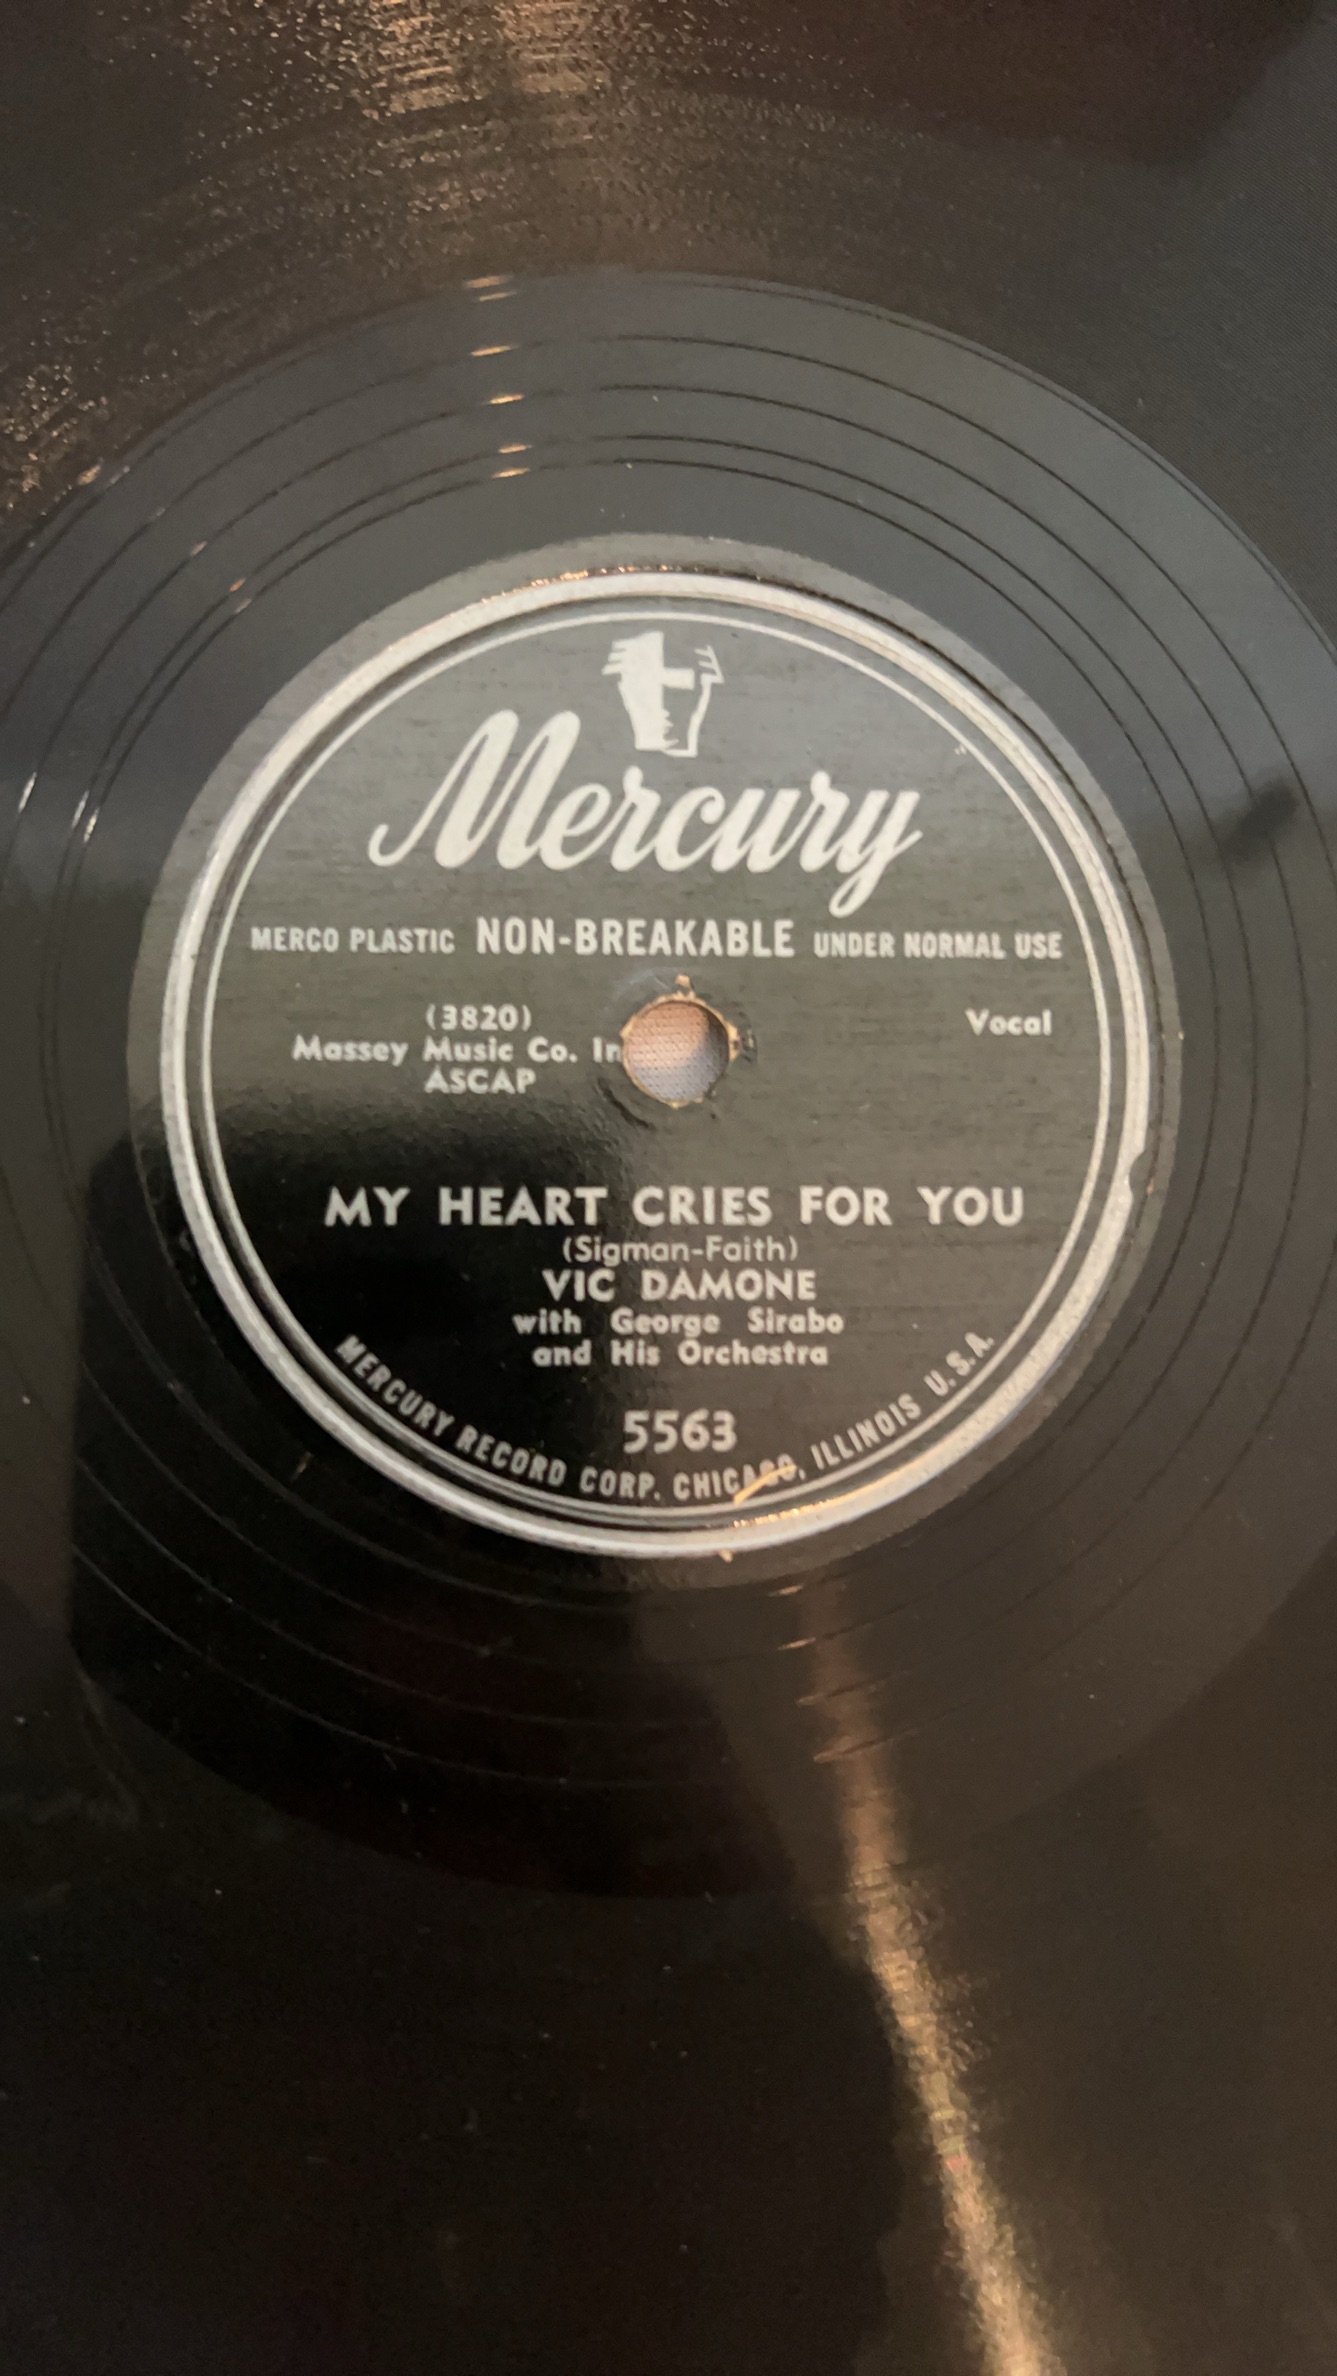 Mercury
MERCO PLASTIC NON-BREAKABLE UNDER NORMAL USE
(3820)
Massey Music Co. In
ASCAP
Vocal
MY HEART CRIES FOR YOU
(Sigman-Faith)
VIC DAMONE
with George Sirabo
and His Orchestra
5563
MERCURY RECORD CORP. CHICAGO, ILLINOIS U.S.A.